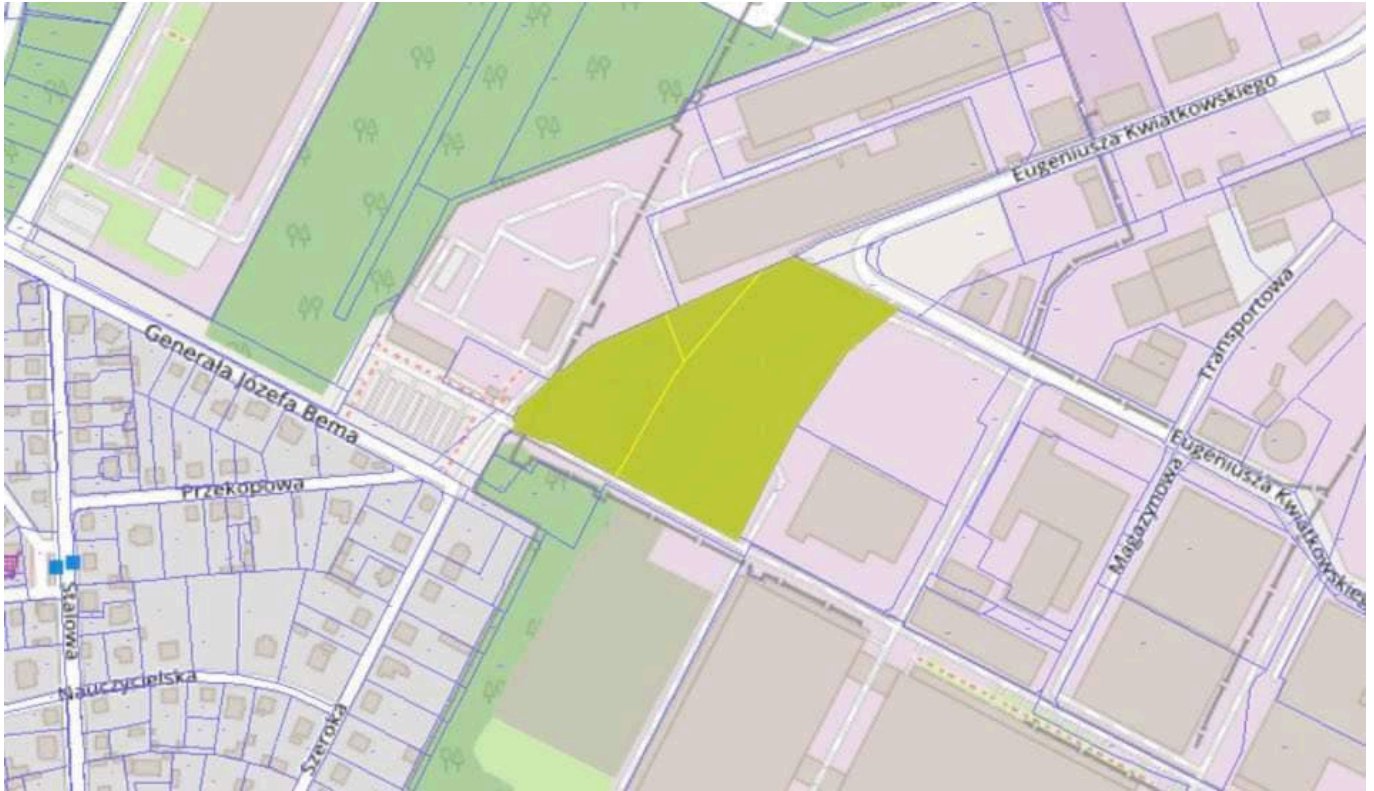 Eugeniusza Kwiatkowskiego
Transportowa
Generała Józefa Bema
Przekopowa
Eugeniusza Kwiatkowskiego
Magazynowa
Stalowa
Nauczycielska
Szeroka